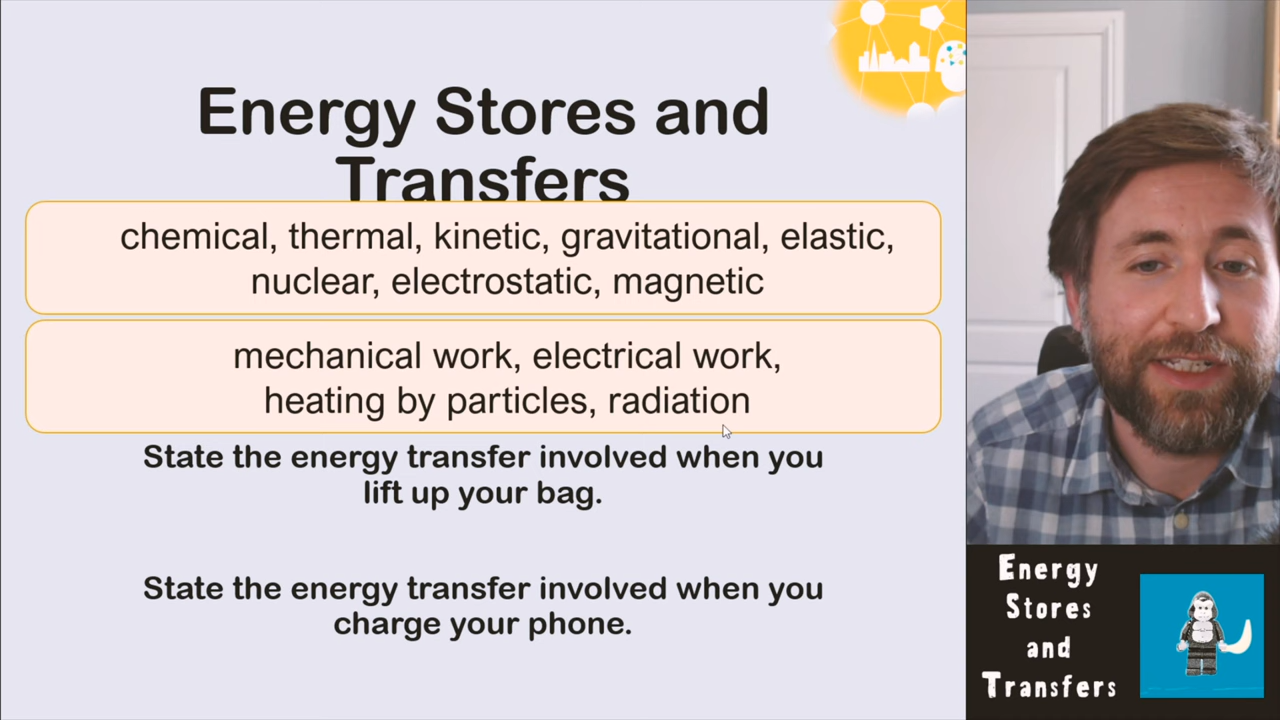 Energy Stores and
Transfers
chemical, thermal, kinetic, gravitational, elastic,
nuclear, electrostatic, magnetic
mechanical work, electrical work,
heating by particles, radiation
State the energy transfer involved when you
lift up your bag.
State the energy transfer involved when you
charge your phone.
Energy
Stores
and
Transfers